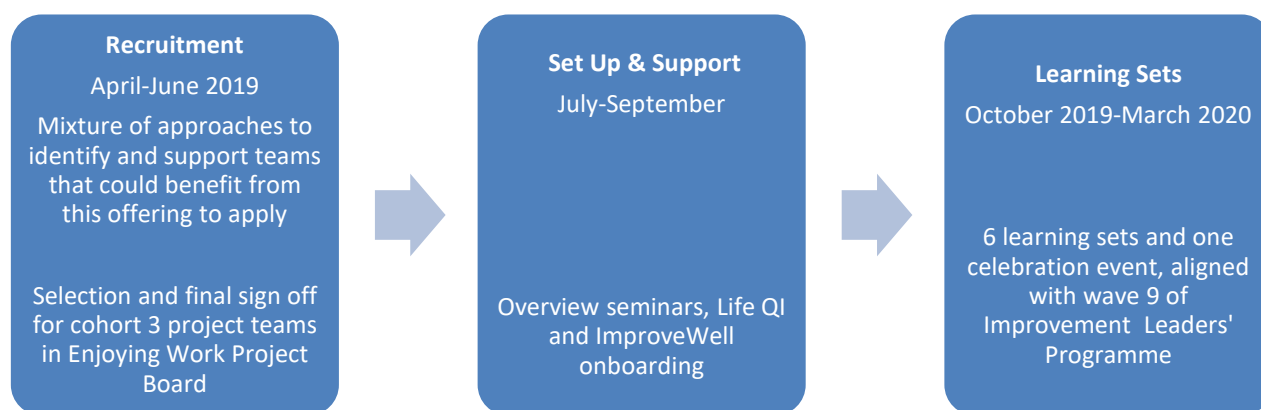 Recruitment
April-June 2019
Mixture of approaches to
identify and support teams
that could benefit from
this offering to apply
Selection and final sign off
for cohort 3 project teams
in Enjoying Work Project
Board
Set Up & Support
July-September
Overview seminars, Life QI
and ImproveWell
onboarding
Learning Sets
October 2019-March 2020
6 learning sets and one
celebration event, aligned
with wave 9 of
Improvement Leaders'
Programme